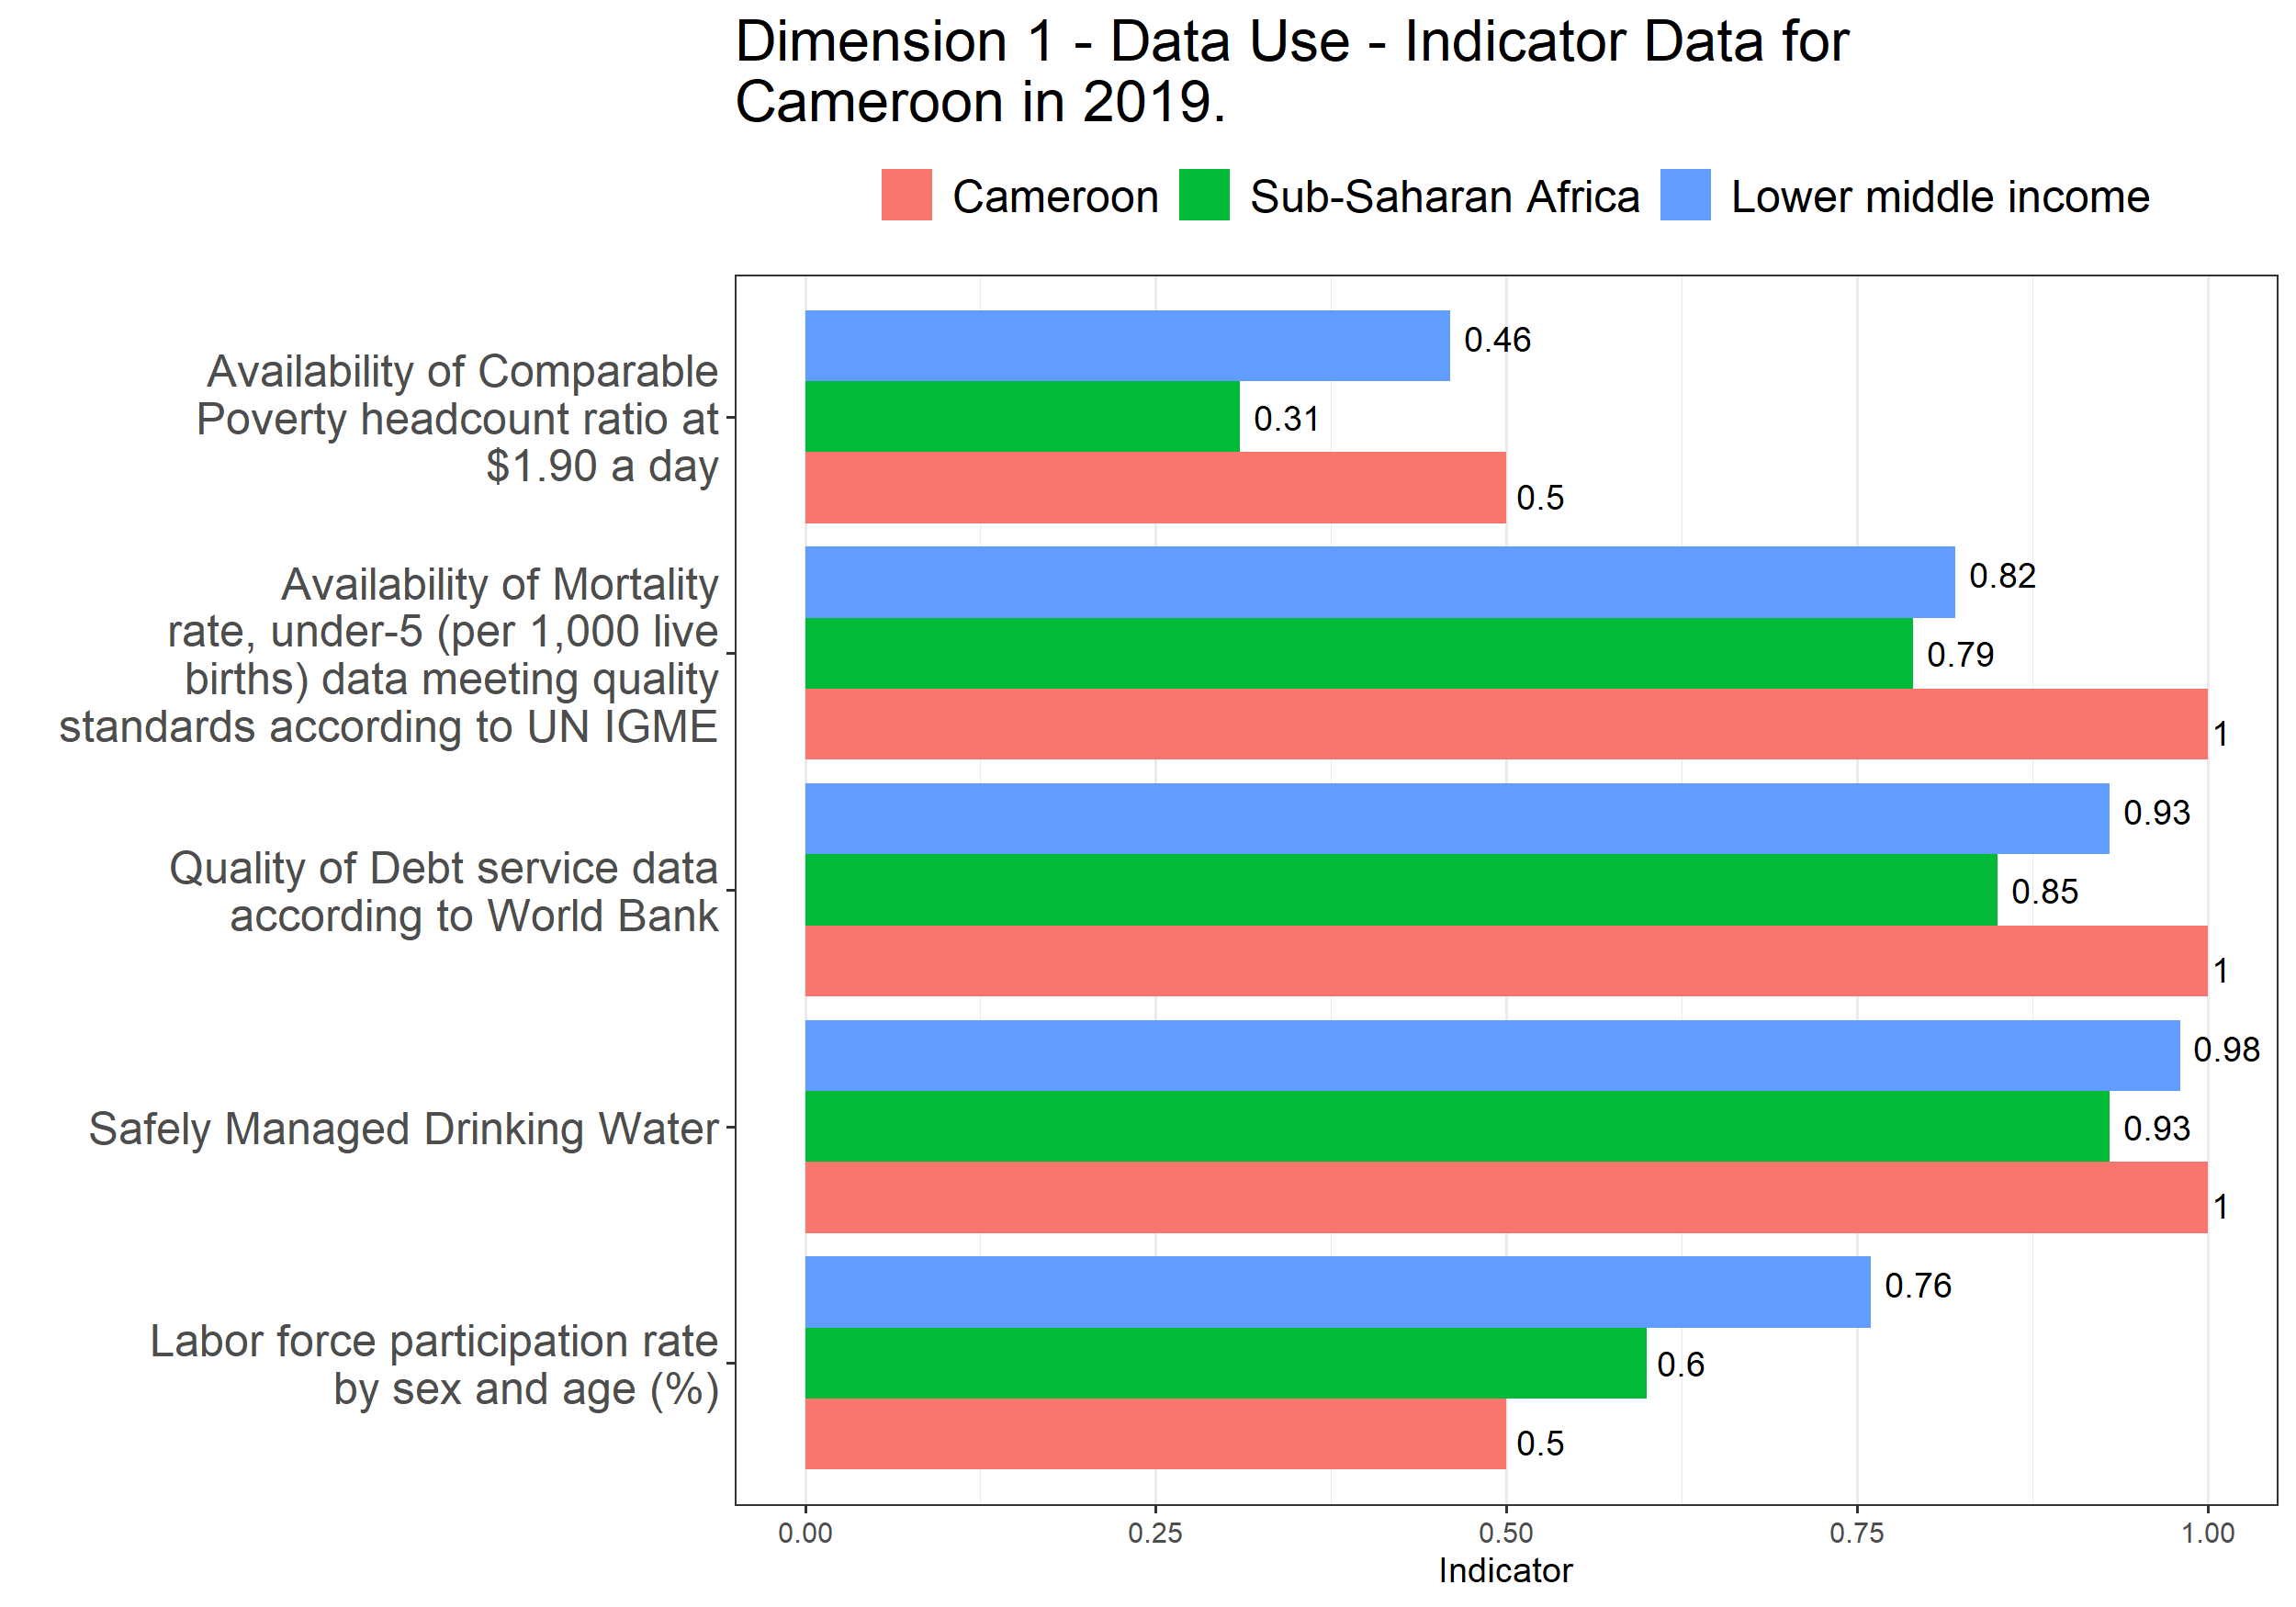 Dimension 1 - Data Use - Indicator Data for
Cameroon in 2019.
Cameroon
Sub-Saharan Africa
Lower middle income
Availability of Comparable
Poverty headcount ratio at
$1.90 a day
0.46
0.31
0.5
Availability of Mortality
rate, under-5 (per 1,000 live
births) data meeting quality
standards according to UN IGME
0.82
0.79
1
Quality of Debt service data
according to World Bank
0.93
0.85
1
Safely Managed Drinking Water
0.98
0.93
1
Labor force participation rate
by sex and age (%)
0.76
0.6
0.5
0.00
0.25
0.50
0.75
1.00
Indicator